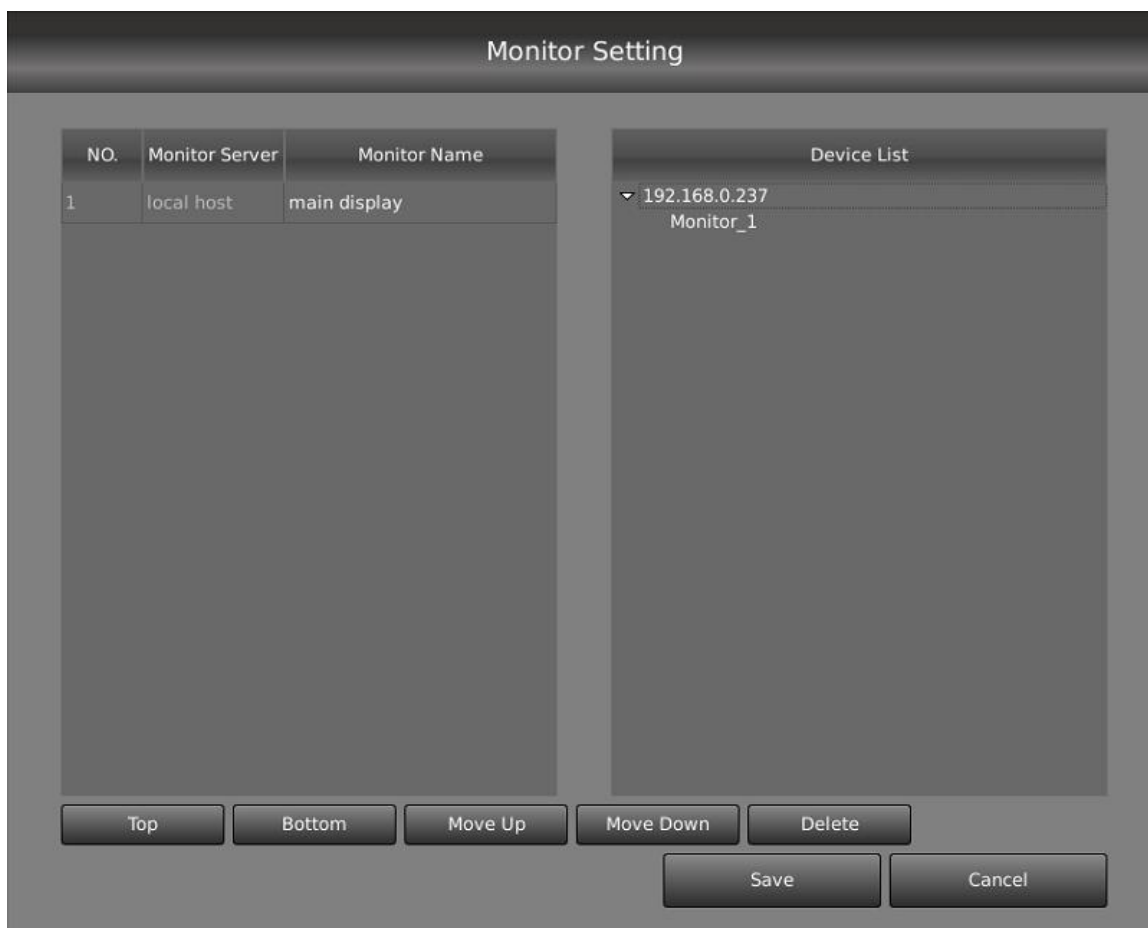 Monitor Setting
NO. Monitor Server Monitor Name
1 local host main display
Device List
192.168.0.237
Monitor_1
Top Bottom Move Up Move Down Delete
Save Cancel